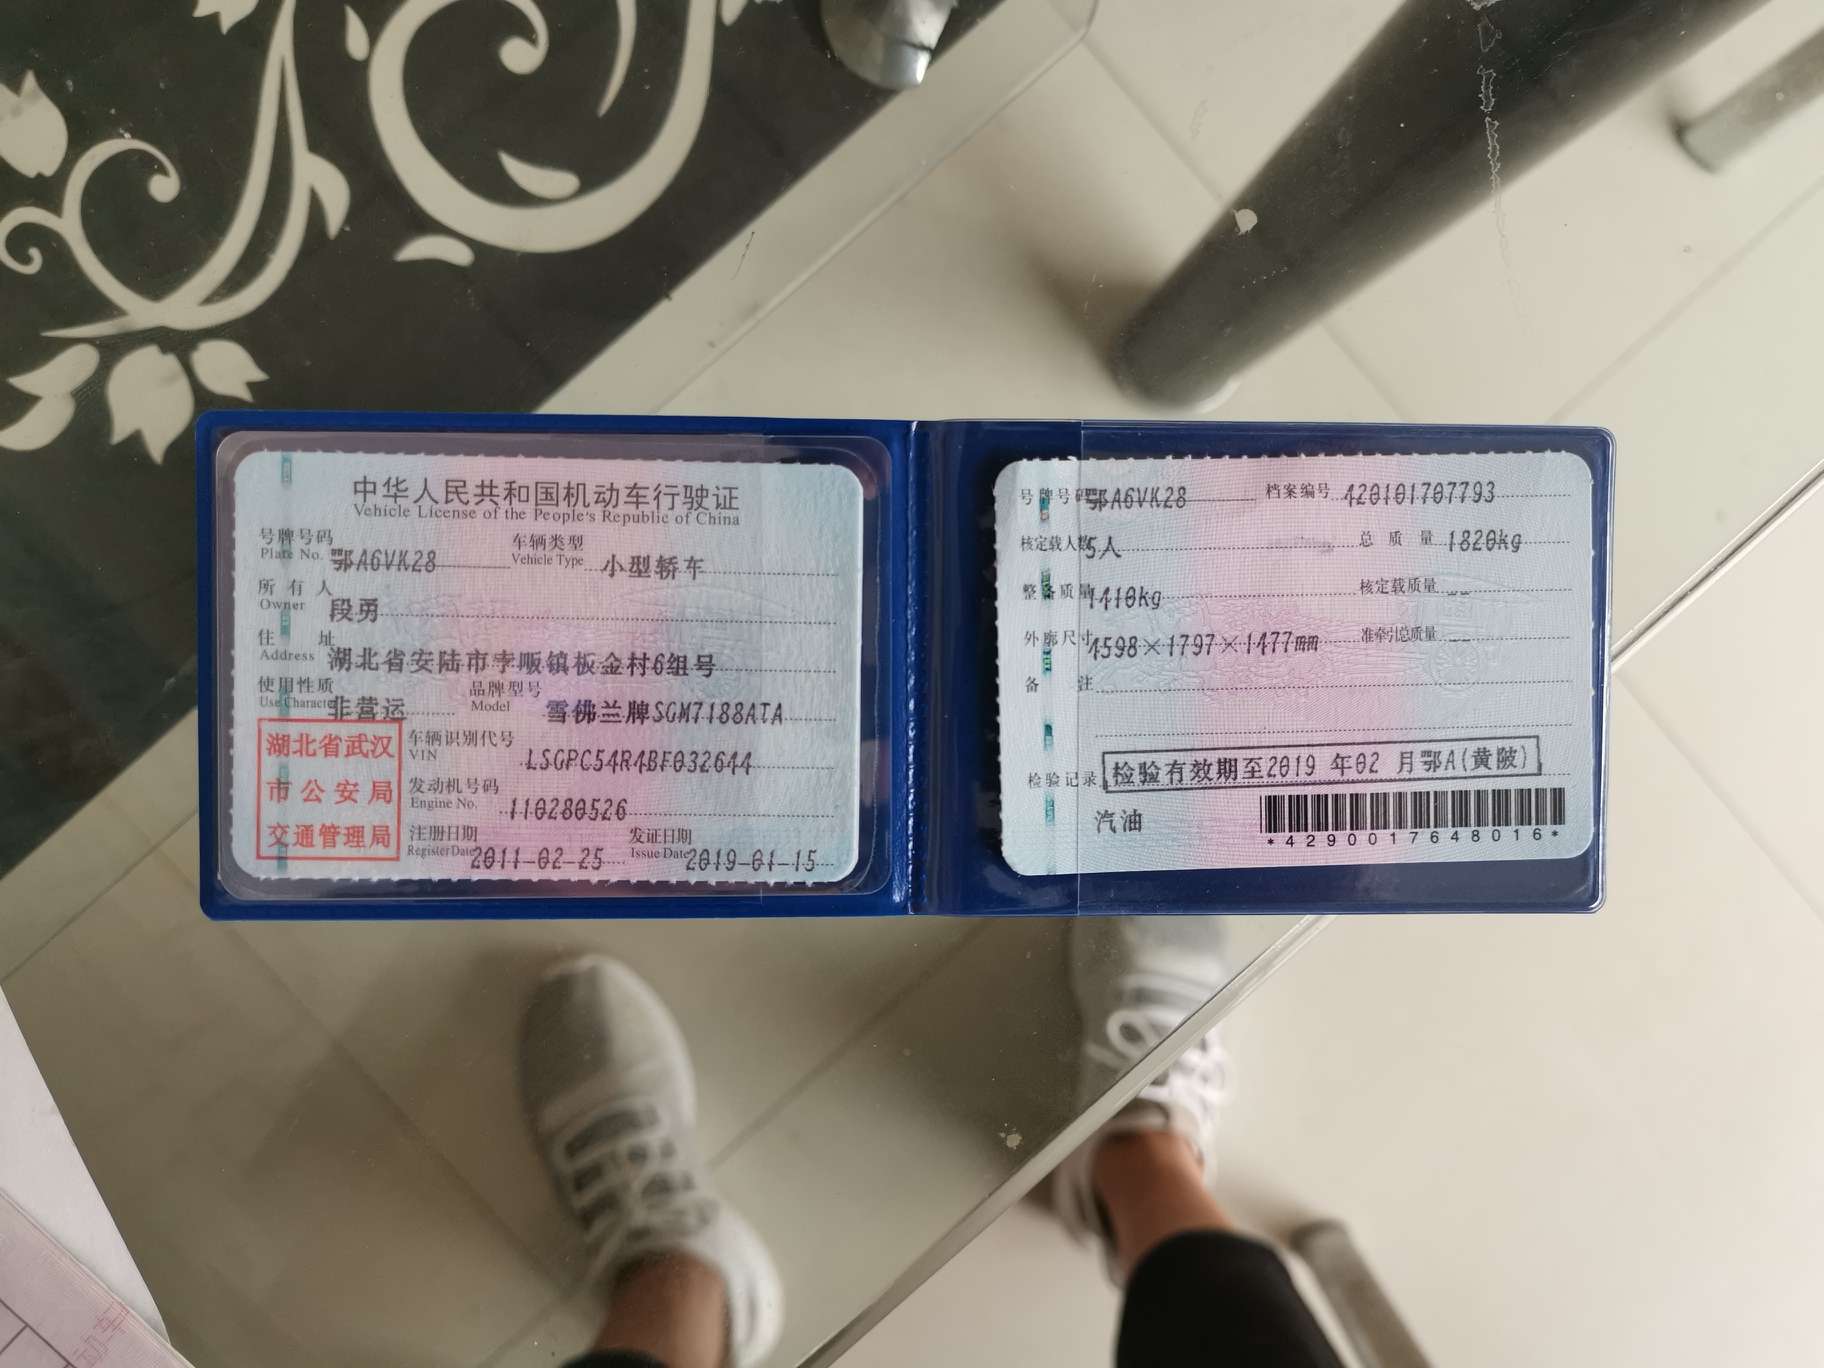 中华人民共和国机动车行驶证
Vehicle License of the People's Republic of China
号牌号码 Plate No. 鄂A6VK28 车辆类型 Vehicle Type 小型轿车
所有人 Owner 段勇
住址 Address 湖北省安陆市孛畈镇板金村6组号
使用性质 Use Character 非营运 品牌型号 Model 雪佛兰牌SGM7188ATA
湖北省武汉
市公安局
交通管理局
车辆识别代号 VIN LSGPC54R4BF032644
发动机号码 Engine No. 110280526
注册日期 Register Date 2011-02-25 发证日期 Issue Date 2019-01-15
号牌号码 鄂A6VK28 档案编号 420101707793
核定载人数 5人 总质量 1820kg
整备质量 1410kg 核定载质量 --
外廓尺寸 4598×1797×1477mm 准牵引总质量 --
备注
检验记录 检验有效期至2019 年02 月鄂A(黄陂)
汽油
*4290017648016*